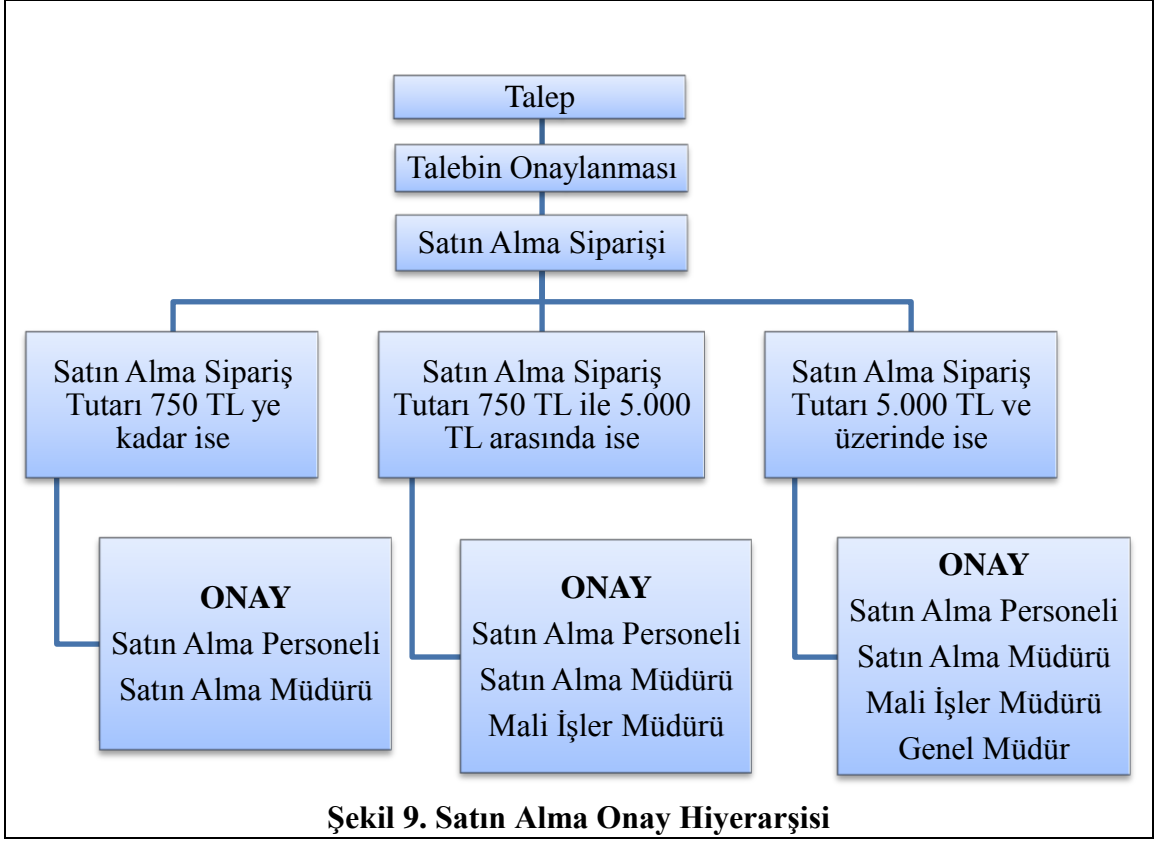 Talep
Talebin Onaylanması
Satın Alma Siparişi
Satın Alma Sipariş
Tutarı 750 TL ye
kadar ise
Satın Alma Sipariş
Tutarı 750 TL ile 5.000
TL arasında ise
Satın Alma Sipariş
Tutarı 5.000 TL ve
üzerinde ise
ONAY
Satın Alma Personeli
Satın Alma Müdürü
ONAY
Satın Alma Personeli
Satın Alma Müdürü
Mali İşler Müdürü
ONAY
Satın Alma Personeli
Satın Alma Müdürü
Mali İşler Müdürü
Genel Müdür
Şekil 9. Satın Alma Onay Hiyerarşisi